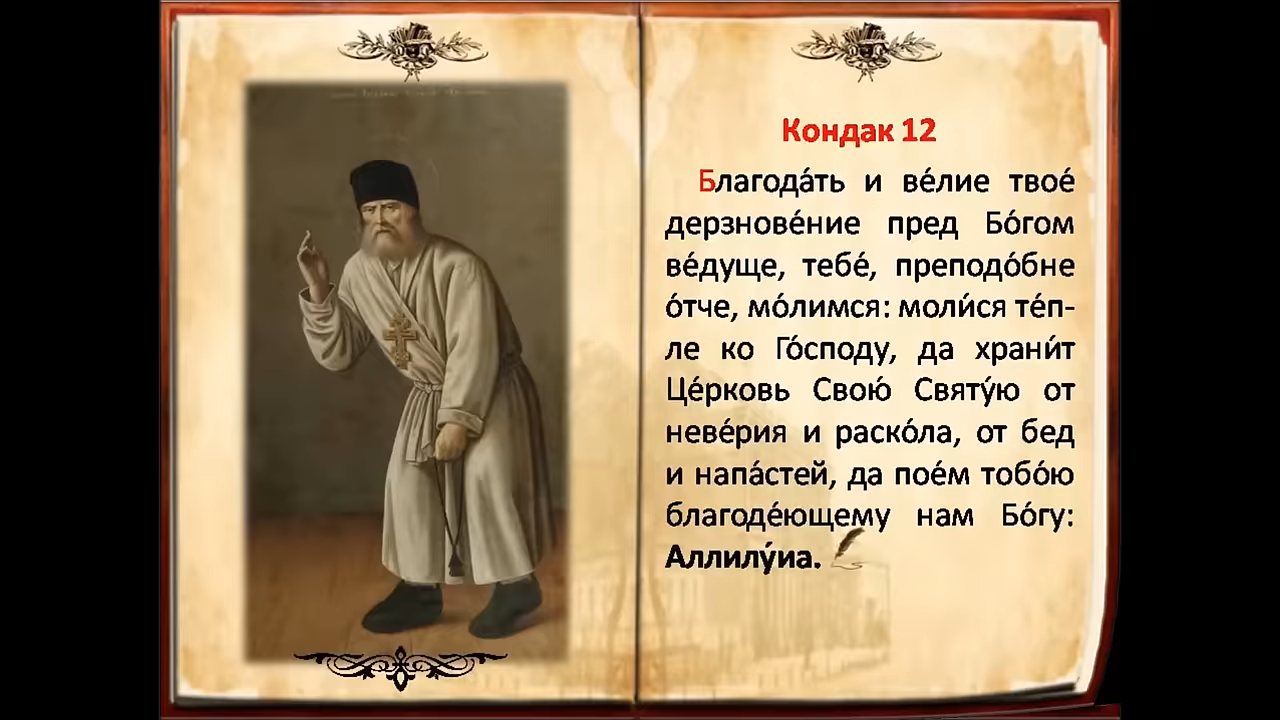 Кондак 12
Благода́ть и ве́лие твое́
дерзнове́ние пред Бо́гом
ве́дуще, тебе́, преподо́бне
о́тче, мо́лимся: моли́ся те́п-
ле ко Го́споду, да храни́т
Це́рковь Свою́ Святу́ю от
неве́рия и раско́ла, от бед
и напа́стей, да пое́м тобо́ю
благоде́ющему нам Бо́гу:
Аллилу́иа.